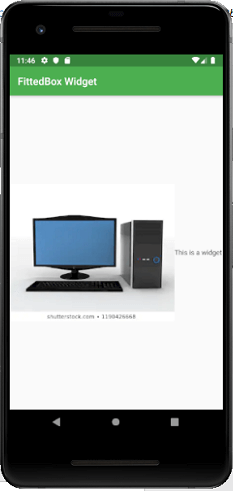 11:46
FittedBox Widget
This is a widget
shutterstock.com • 1190426668